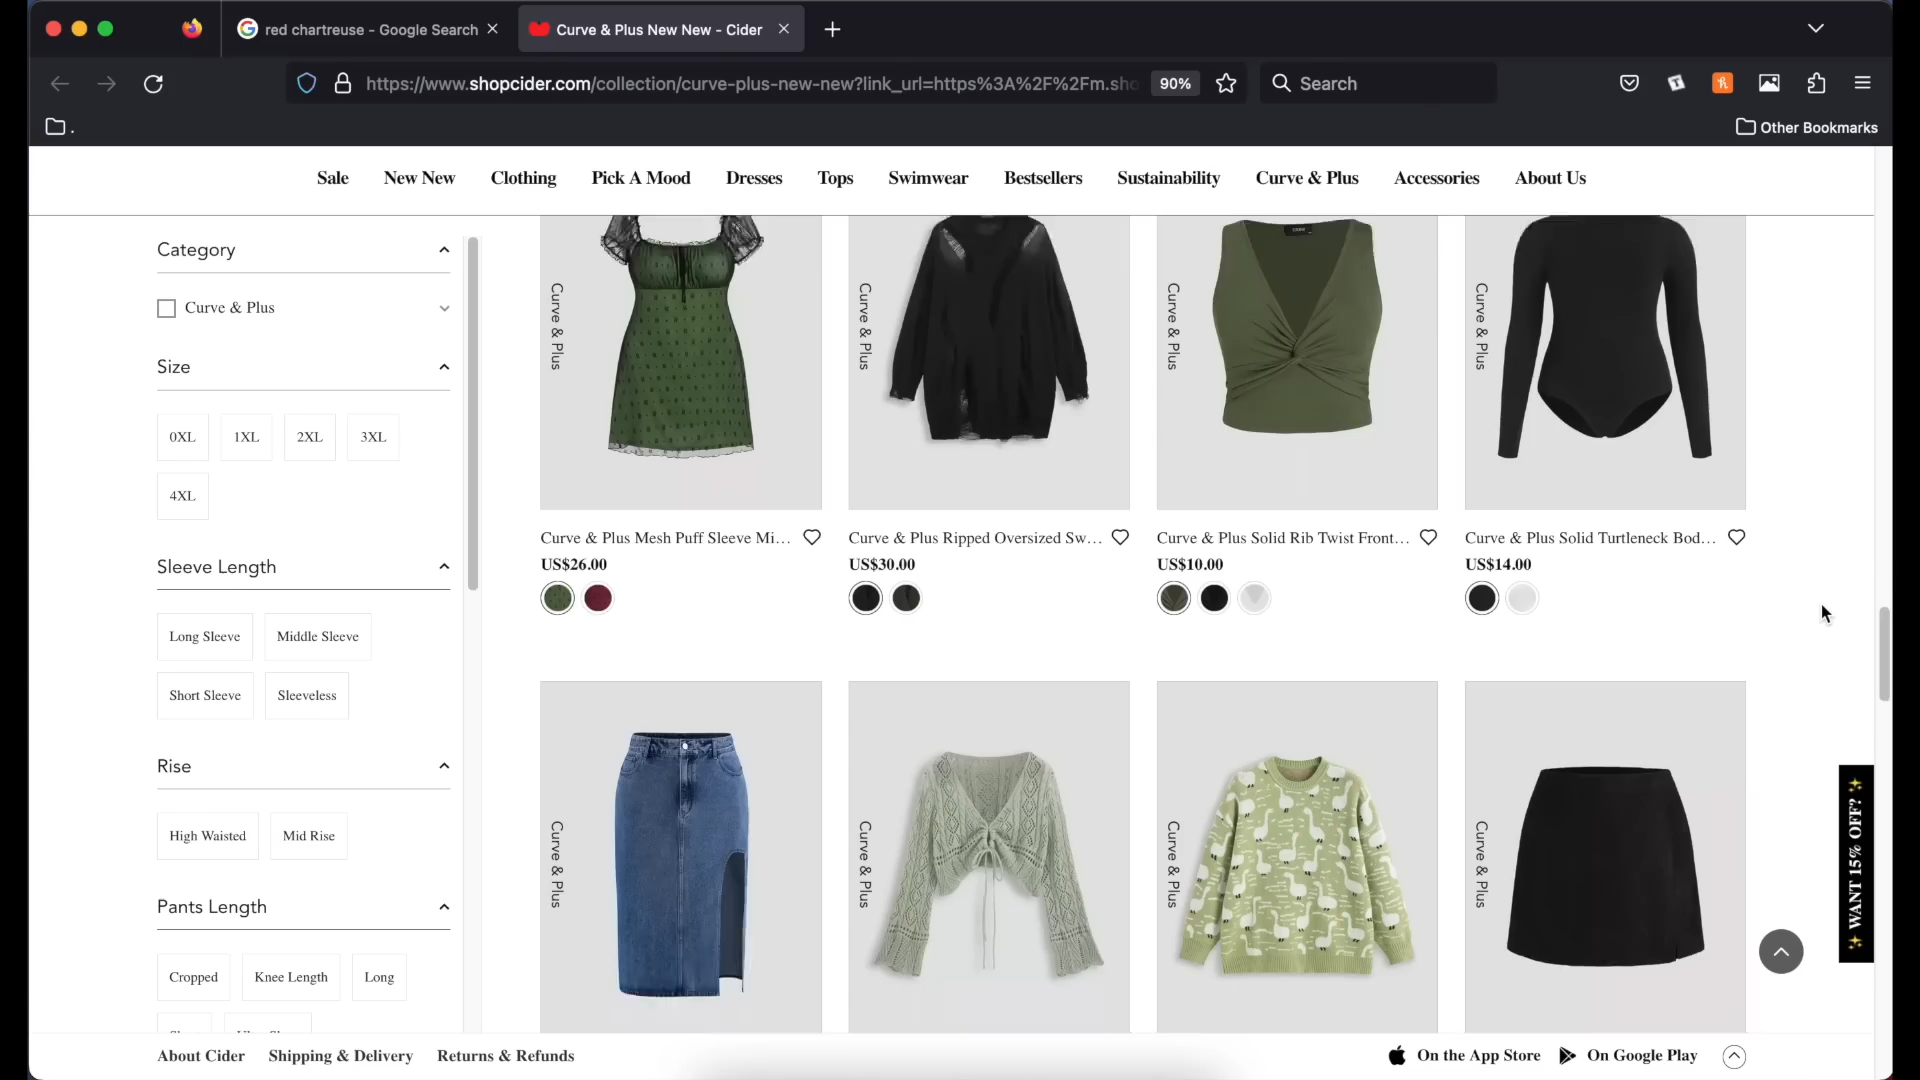 red chartreuse - Google Search
Curve & Plus New New - Cider
https://www.shopcider.com/collection/curve-plus-new-new?link_url=https%3A%2F%2Fm.sho
90%
Search
.
Other Bookmarks
Sale New New Clothing Pick A Mood Dresses Tops Swimwear Bestsellers Sustainability Curve & Plus Accessories About Us
Category
Curve & Plus
Size
0XL 1XL 2XL 3XL
4XL
Sleeve Length
Long Sleeve Middle Sleeve
Short Sleeve Sleeveless
Rise
High Waisted Mid Rise
Pants Length
Cropped Knee Length Long
Curve & Plus
Curve & Plus
Curve & Plus
Curve & Plus
Curve & Plus Mesh Puff Sleeve Mi...
US$26.00
Curve & Plus Ripped Oversized Sw...
US$30.00
Curve & Plus Solid Rib Twist Front...
US$10.00
Curve & Plus Solid Turtleneck Bod...
US$14.00
Curve & Plus
Curve & Plus
Curve & Plus
Curve & Plus
✨ WANT 15% OFF? ✨
About Cider Shipping & Delivery Returns & Refunds
On the App Store On Google Play